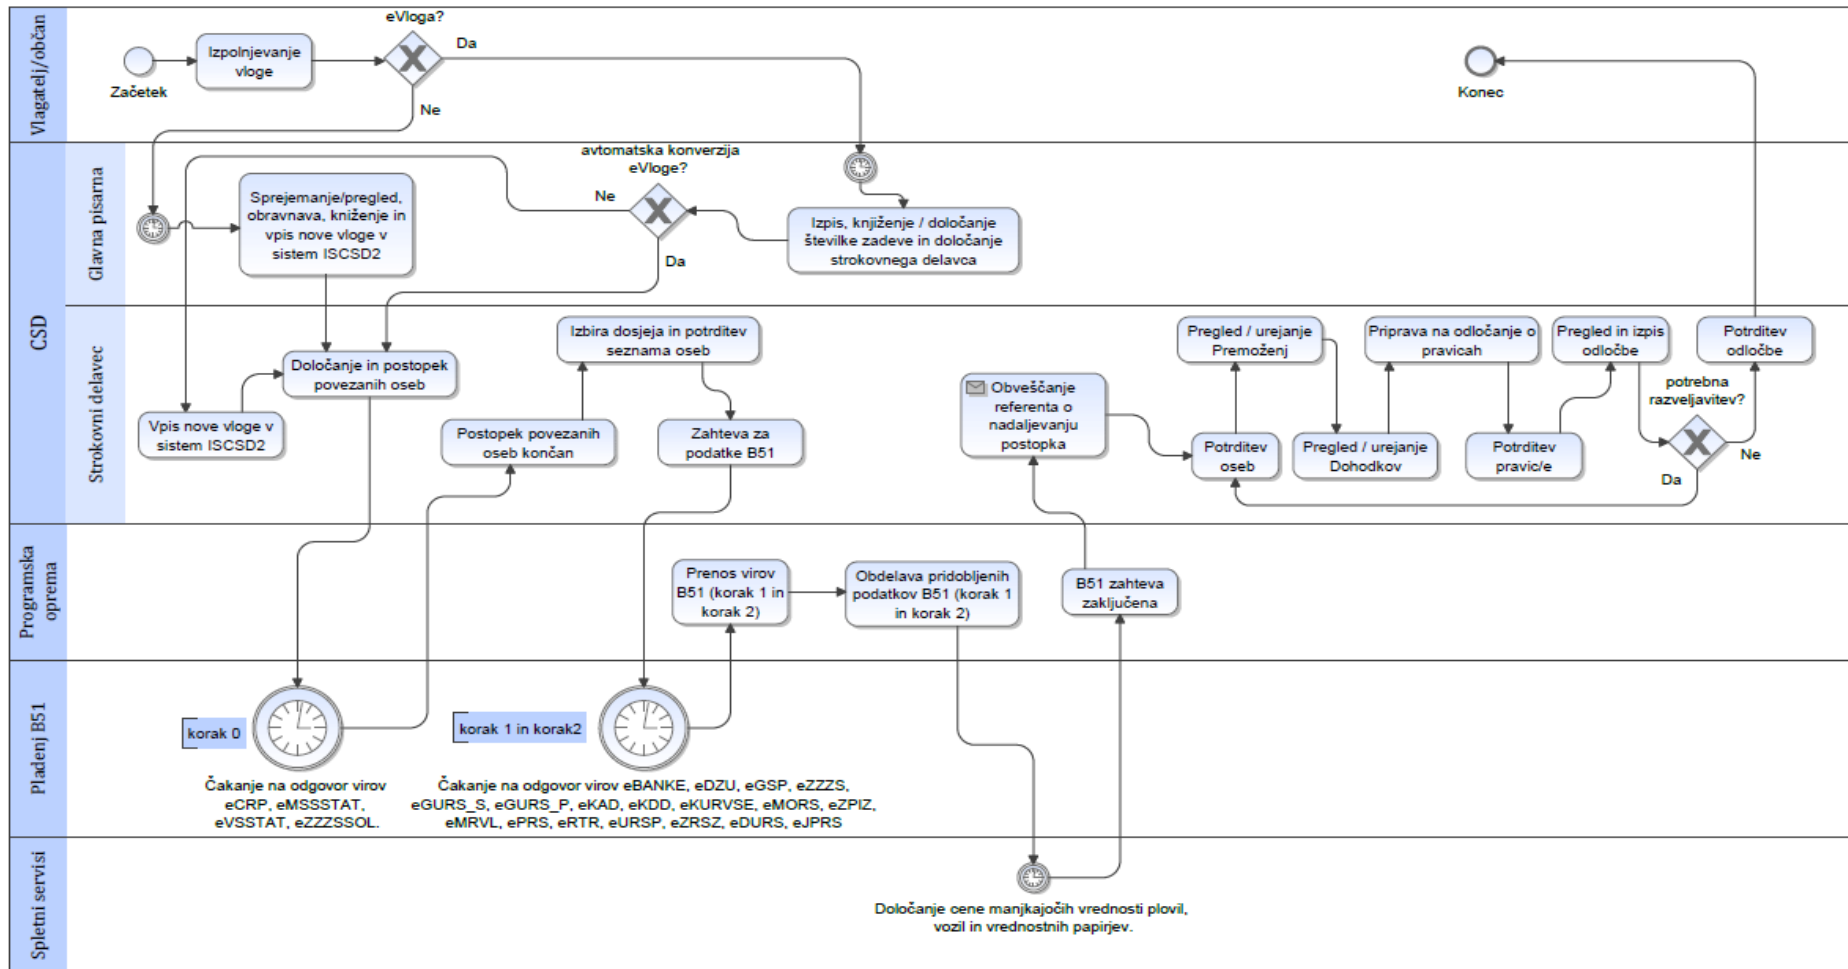 Vlagatelj/občan
eVloga?
Izpolnjevanje
vloge
Da
Začetek
Ne
Konec
CSD
Glavna pisarna
avtomatska konverzija
eVloge?
Ne
Da
Sprejemanje/pregled,
obravnava, kniženje in
vpis nove vloge v
sistem ISCSD2
Izpis, knjiženje / določanje
številke zadeve in določanje
strokovnega delavca
Strokovni delavec
Določanje in postopek
povezanih oseb
Vpis nove vloge v
sistem ISCSD2
Izbira dosjeja in potrditev
seznama oseb
Postopek povezanih
oseb končan
Zahteva za
podatke B51
Obveščanje
referenta o
nadaljevanju
postopka
Potrditev
oseb
Pregled / urejanje
Premoženj
Pregled / urejanje
Dohodkov
Priprava na odločanje o
pravicah
Potrditev
pravic/e
Pregled in izpis
odločbe
Potrditev
odločbe
potrebna
razveljavitev?
Ne
Da
Programska
oprema
Prenos virov
B51 (korak 1 in
korak 2)
Obdelava pridobljenih
podatkov B51 (korak 1
in korak 2)
B51 zahteva
zaključena
Pladenj B51
korak 0
Čakanje na odgovor virov
eCRP, eMSSSTAT,
eVSSTAT, eZZZSSOL.
korak 1 in korak2
Čakanje na odgovor virov eBANKE, eDZU, eGSP, eZZZS,
eGURS_S, eGURS_P, eKAD, eKDD, eKURVSE, eMORS, eZPIZ,
eMRVL, ePRS, eRTR, eURSP, eZRSZ, eDURS, eJPRS
Spletni servisi
Določanje cene manjkajočih vrednosti plovil,
vozil in vrednostnih papirjev.